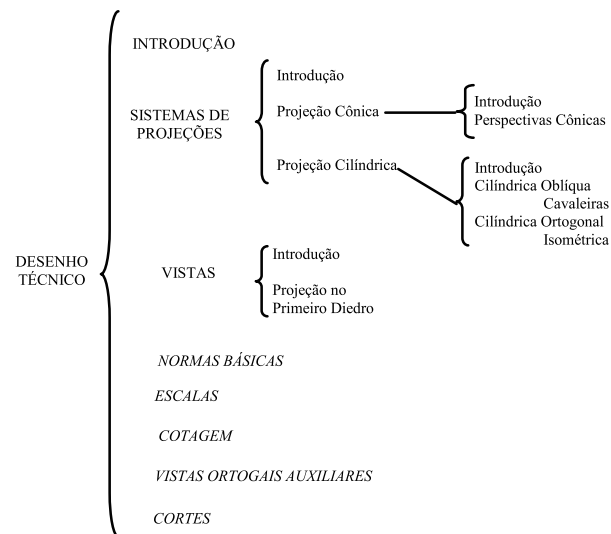 DESENHO
TÉCNICO
INTRODUÇÃO
SISTEMAS DE
PROJEÇÕES
Introdução
Projeção Cônica
Introdução
Perspectivas Cônicas
Projeção Cilíndrica
Introdução
Cilíndrica Oblíqua
Cavaleiras
Cilíndrica Ortogonal
Isométrica
VISTAS
Introdução
Projeção no
Primeiro Diedro
NORMAS BÁSICAS
ESCALAS
COTAGEM
VISTAS ORTOGAIS AUXILIARES
CORTES